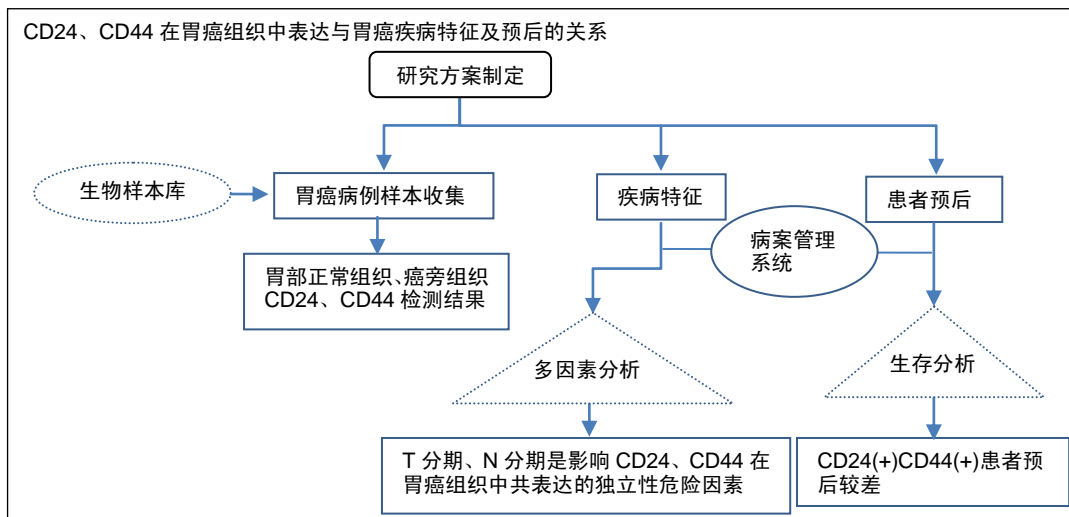 CD24、CD44 在胃癌组织中表达与胃癌疾病特征及预后的关系
研究方案制定
生物样本库
胃癌病例样本收集
疾病特征
患者预后
病案管理
系统
胃部正常组织、癌旁组织
CD24、CD44 检测结果
多因素分析
生存分析
T 分期、N 分期是影响 CD24、CD44 在
胃癌组织中共表达的独立性危险因素
CD24(+)CD44(+)患者预
后较差